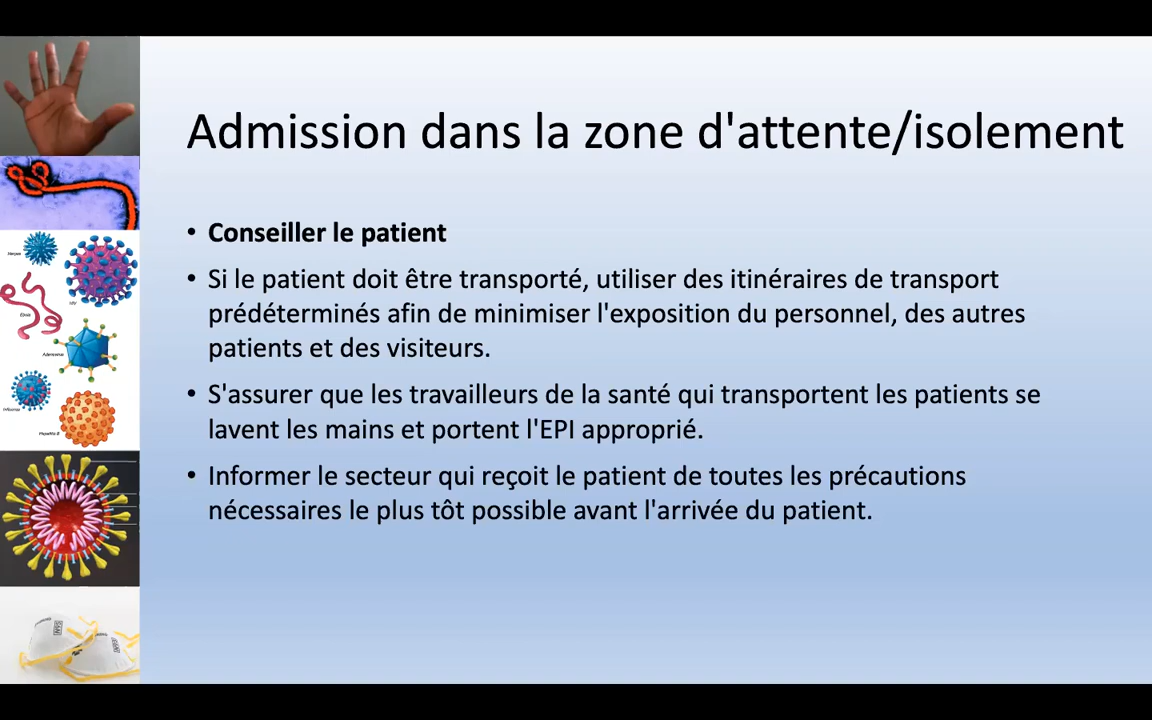 Admission dans la zone d'attente/isolement
• Conseiller le patient
• Si le patient doit être transporté, utiliser des itinéraires de transport
prédéterminés afin de minimiser l'exposition du personnel, des autres
patients et des visiteurs.
• S'assurer que les travailleurs de la santé qui transportent les patients se
lavent les mains et portent l'EPI approprié.
• Informer le secteur qui reçoit le patient de toutes les précautions
nécessaires le plus tôt possible avant l'arrivée du patient.